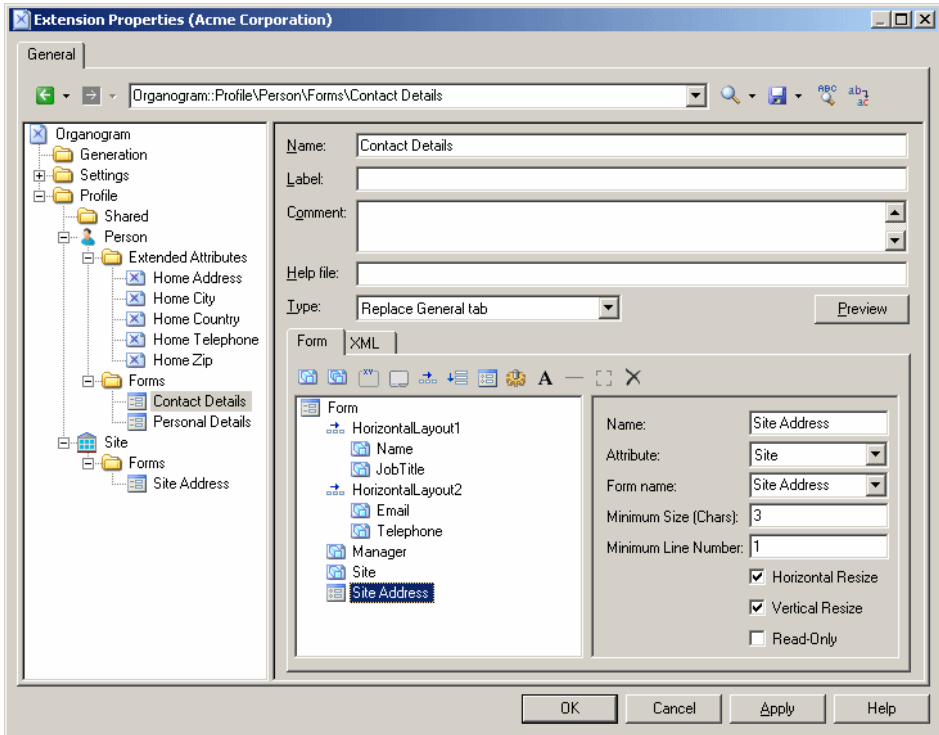 Extension Properties (Acme Corporation)
General
Organogram::Profile\Person\Forms\Contact Details
ABC
ab
ac
Organogram
Generation
Settings
Profile
Shared
Person
Extended Attributes
Home Address
Home City
Home Country
Home Telephone
Home Zip
Forms
Contact Details
Personal Details
Site
Forms
Site Address
Name: Contact Details
Label:
Comment:
Help file:
Type: Replace General tab Preview
Form XML
A
Form
HorizontalLayout1
Name
JobTitle
HorizontalLayout2
Email
Telephone
Manager
Site
Site Address
Name: Site Address
Attribute: Site
Form name: Site Address
Minimum Size (Chars): 3
Minimum Line Number: 1
Horizontal Resize
Vertical Resize
Read-Only
OK Cancel Apply Help